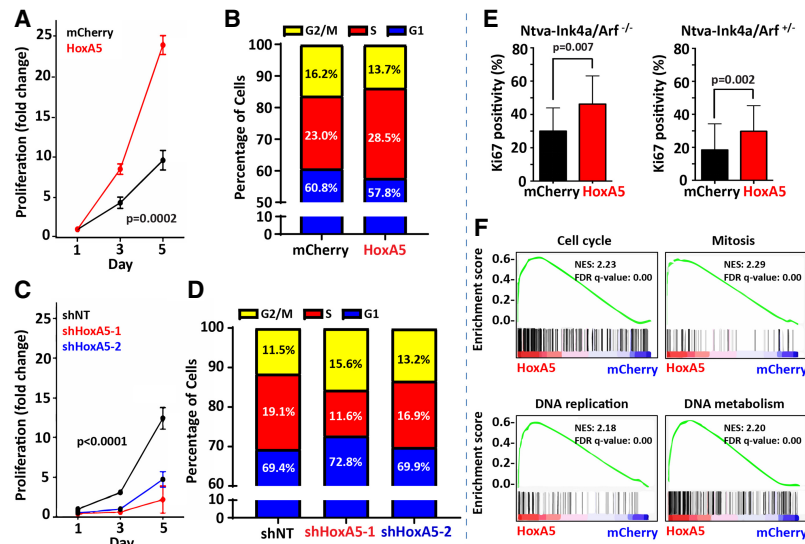 A
mCherry
HoxA5
Proliferation (fold change)
25
20
15
10
5
0
p=0.0002
1 3 5
Day
B
G2/M S G1
Percentage of Cells
100
90
80
70
60
50
10
0
16.2% 13.7%
23.0% 28.5%
60.8% 57.8%
mCherry HoxA5
C
shNT
shHoxA5-1
shHoxA5-2
Proliferation (fold change)
25
20
15
10
5
0
p<0.0001
1 3 5
Day
D
G2/M S G1
Percentage of Cells
100
90
80
70
60
10
0
11.5% 15.6% 13.2%
19.1% 11.6% 16.9%
69.4% 72.8% 69.9%
shNT shHoxA5-1 shHoxA5-2
E
Ntva-Ink4a/Arf -/-
Ki67 positivity (%)
80
60
40
20
0
p=0.007
mCherry HoxA5
Ntva-Ink4a/Arf +/-
Ki67 positivity (%)
80
60
40
20
0
p=0.002
mCherry HoxA5
F
Cell cycle
Enrichment score
0.6-
0.4-
0.2-
0.0-
NES: 2.23
FDR q-value: 0.00
HoxA5 mCherry
Mitosis
NES: 2.29
FDR q-value: 0.00
HoxA5 mCherry
DNA replication
Enrichment score
0.6-
0.4-
0.2-
0.0-
NES: 2.18
FDR q-value: 0.00
HoxA5 mCherry
DNA metabolism
NES: 2.20
FDR q-value: 0.00
HoxA5 mCherry